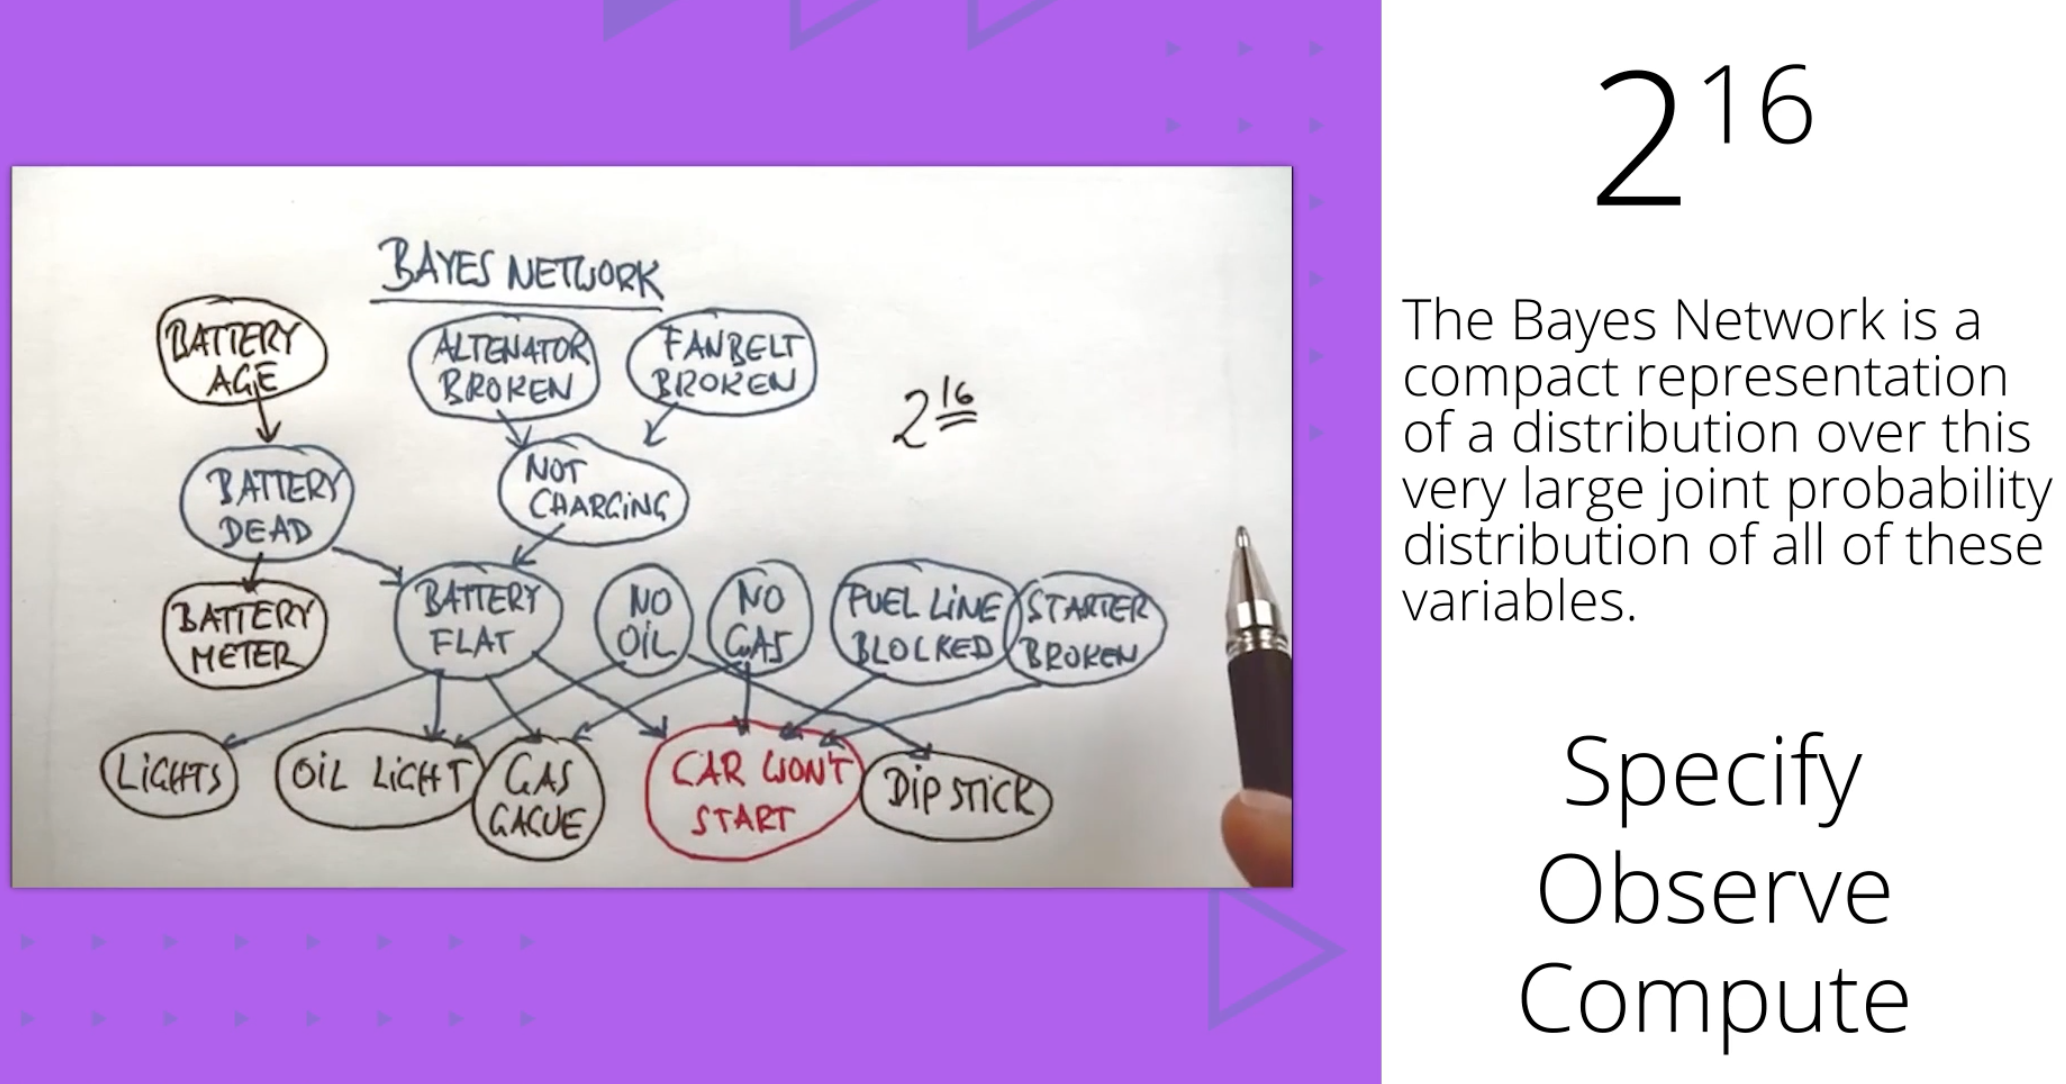 BAYES NETWORK
BATTERY
AGE
ALTENATOR
BROKEN
FANBELT
BROKEN
2 16
BATTERY
DEAD
NOT
CHARGING
BATTERY
METER
BATTERY
FLAT
NO
OIL
NO
GAS
FUEL LINE
BLOCKED
STARTER
BROKEN
LIGHTS
OIL LIGHT
GAS
GAGUE
CAR WON'T
START
DIP STICK
2 16
The Bayes Network is a
compact representation
of a distribution over this
very large joint probability
distribution of all of these
variables.
Specify
Observe
Compute